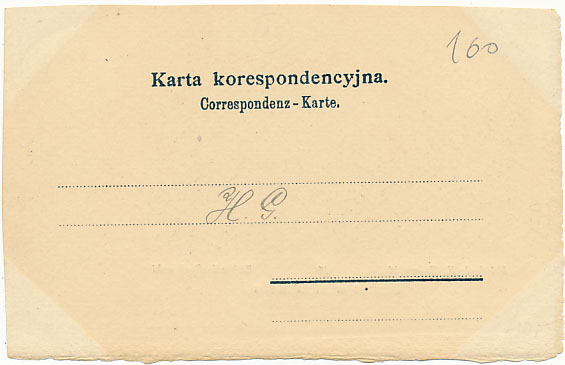 160
Karta korespondencyjna.
Correspondenz-Karte.
H. G.